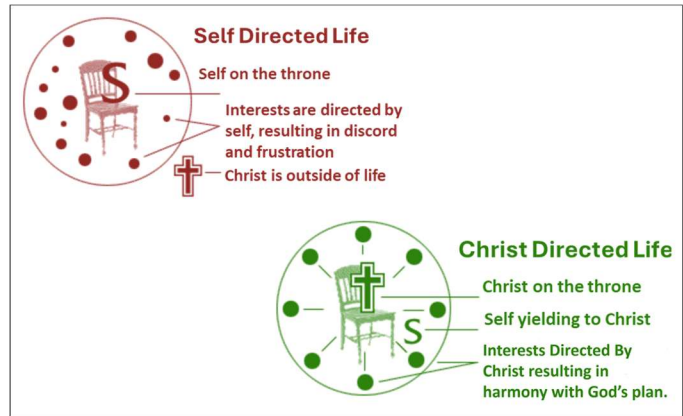 Self Directed Life
S
Self on the throne
Interests are directed by
self, resulting in discord
and frustration
Christ is outside of life
Christ Directed Life
Christ on the throne
S
Self yielding to Christ
Interests Directed By
Christ resulting in
harmony with God's plan.